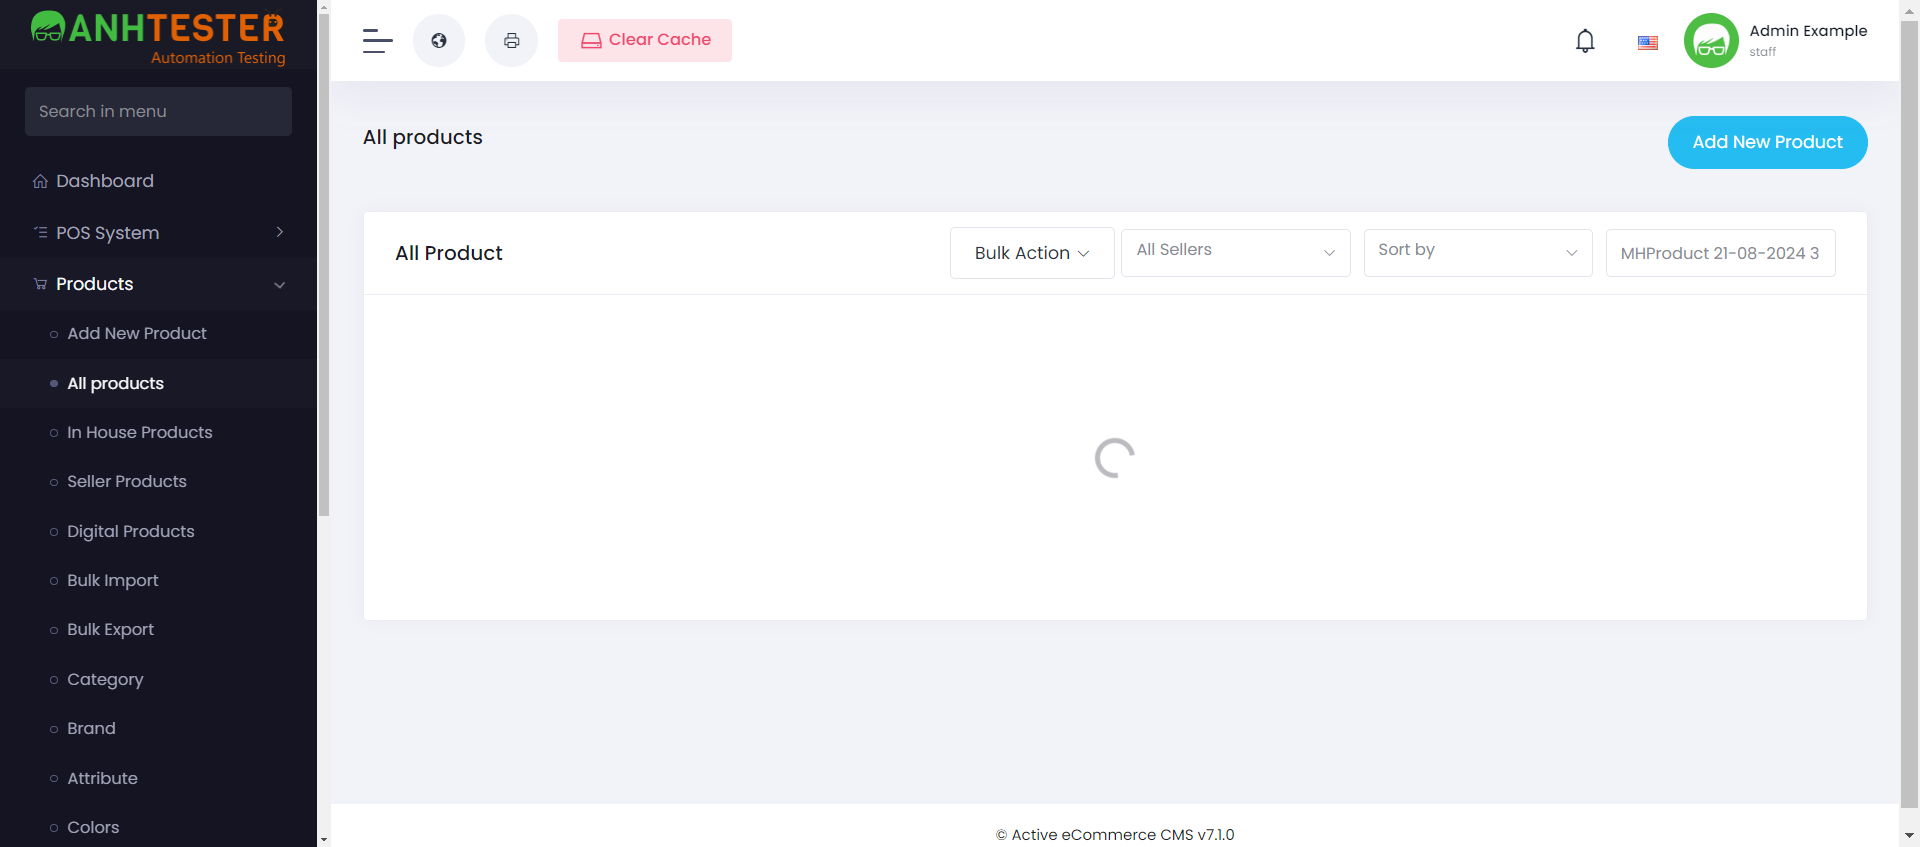 ANHTESTER
Automation Testing
Search in menu
Dashboard
POS System
Products
Add New Product
All products
In House Products
Seller Products
Digital Products
Bulk Import
Bulk Export
Category
Brand
Attribute
Colors
Clear Cache
Admin Example
staff
All products
Add New Product
All Product
Bulk Action
All Sellers
Sort by
MHProduct 21-08-2024 3
© Active eCommerce CMS v7.1.0